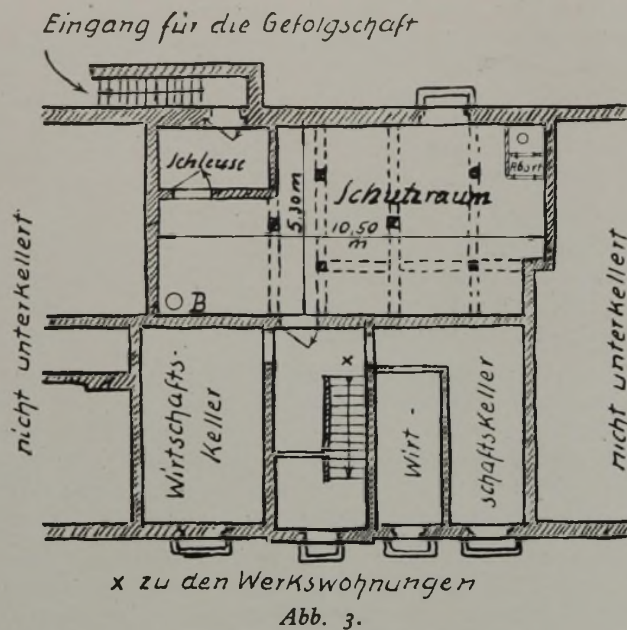 Eingang für die Gefolgschaft
Schleuse
Abort
Schutzraum
5.30 m
10,50
m
B
nicht unterkellert
nicht unterkellert
Wirtschafts-
Keller
x
Wirt-
schaftskeller
x zu den Werkswohnungen
Abb. 3.